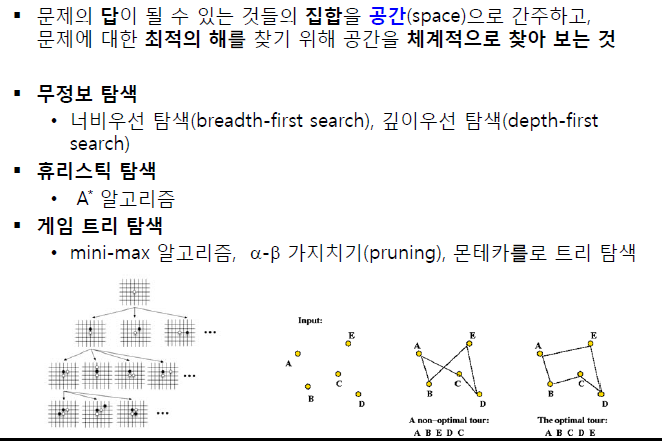 ▪ 문제의 답이 될 수 있는 것들의 집합을 공간(space)으로 간주하고,
문제에 대한 최적의 해를 찾기 위해 공간을 체계적으로 찾아 보는 것
▪ 무정보 탐색
• 너비우선 탐색(breadth-first search), 깊이우선 탐색(depth-first
search)
▪ 휴리스틱 탐색
• A* 알고리즘
▪ 게임 트리 탐색
• mini-max 알고리즘, α-β 가지치기(pruning), 몬테카를로 트리 탐색
...
...
...
Input:
E
A
C
B
D
A
E
B
C
D
A non-optimal tour:
A B E D C
A
E
B
C
D
The optimal tour:
A B C D E